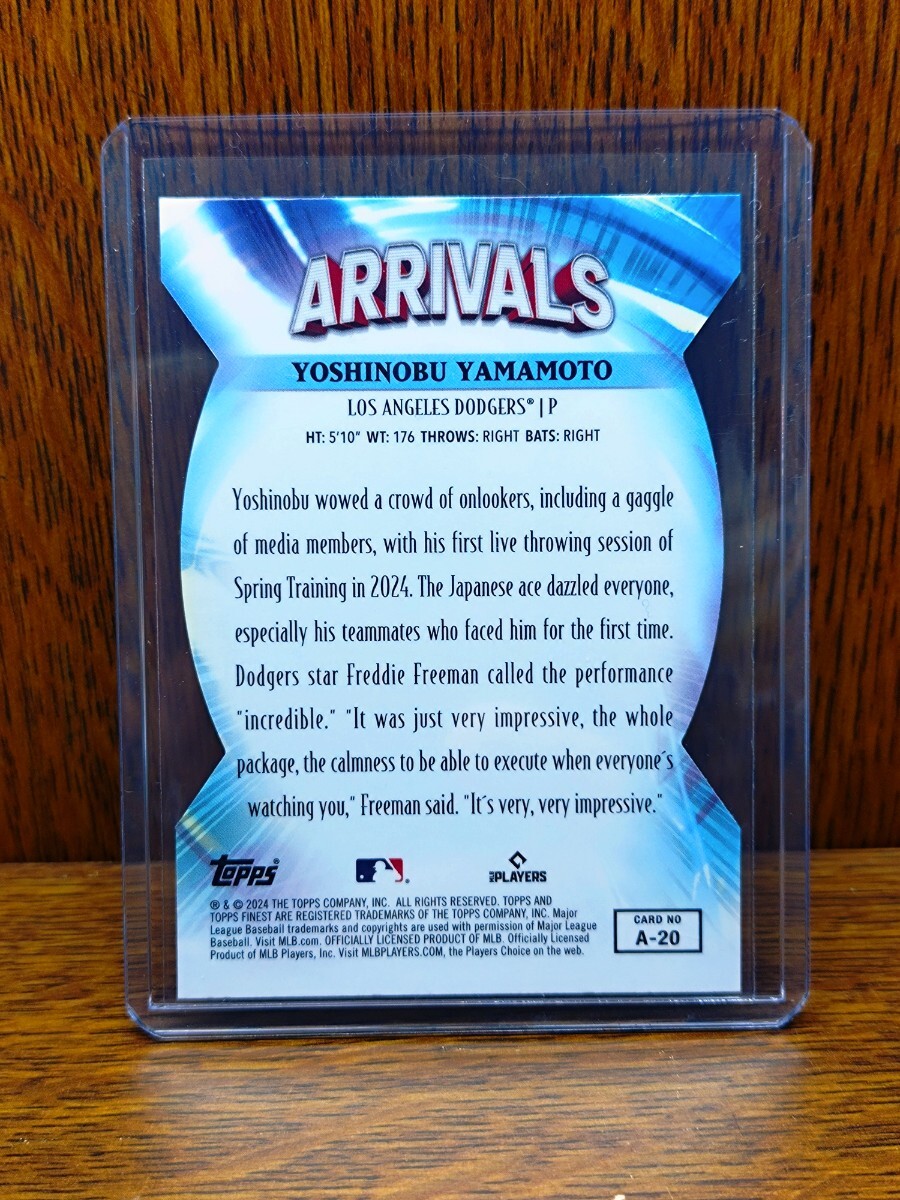 ARRIVALS
YOSHINOBU YAMAMOTO
LOS ANGELES DODGERS® | P
HT: 5'10" WT: 176 THROWS: RIGHT BATS: RIGHT
Yoshinobu wowed a crowd of onlookers, including a gaggle
of media members, with his first live throwing session of
Spring Training in 2024. The Japanese ace dazzled everyone,
especially his teammates who faced him for the first time.
Dodgers star Freddie Freeman called the performance
"incredible." "It was just very impressive, the whole
package, the calmness to be able to execute when everyone´s
watching you," Freeman said. "It´s very, very impressive."
topps® ® MLB PLAYERS
® & © 2024 THE TOPPS COMPANY, INC. ALL RIGHTS RESERVED. TOPPS AND
TOPPS FINEST ARE REGISTERED TRADEMARKS OF THE TOPPS COMPANY, INC. Major
League Baseball trademarks and copyrights are used with permission of Major League
Baseball. Visit MLB.com. OFFICIALLY LICENSED PRODUCT OF MLB. Officially Licensed
Product of MLB Players, Inc. Visit MLBPLAYERS.COM, the Players Choice on the web.
CARD NO
A-20